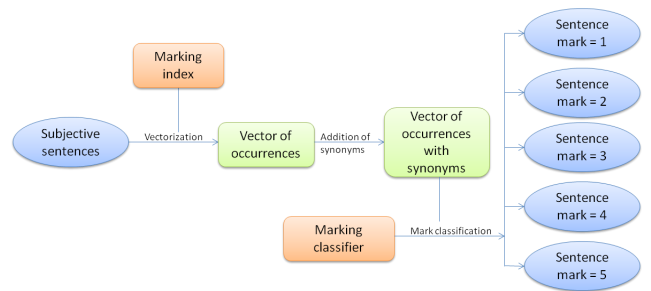 Marking
index
Subjective
sentences
Vectorization
Vector of
occurrences
Addition of
synonyms
Vector of
occurrences
with
synonyms
Marking
classifier
Mark classification
Sentence
mark = 1
Sentence
mark = 2
Sentence
mark = 3
Sentence
mark = 4
Sentence
mark = 5